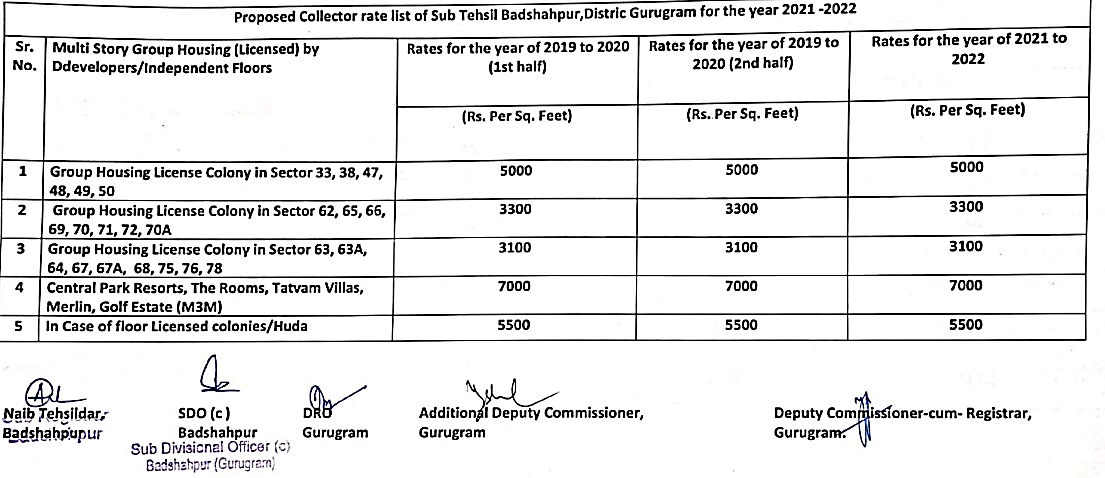 Proposed Collector rate list of Sub Tehsil Badshahpur,Distric Gurugram for the year 2021 -2022
Sr. No.
Multi Story Group Housing (Licensed) by
Ddevelopers/Independent Floors
Rates for the year of 2019 to 2020
(1st half)
Rates for the year of 2019 to
2020 (2nd half)
Rates for the year of 2021 to
2022
(Rs. Per Sq. Feet)
(Rs. Per Sq. Feet)
(Rs. Per Sq. Feet)
1
Group Housing License Colony in Sector 33, 38, 47,
48, 49, 50
5000
5000
5000
2
Group Housing License Colony in Sector 62, 65, 66,
69, 70, 71, 72, 70A
3300
3300
3300
3
Group Housing License Colony in Sector 63, 63A,
64, 67, 67A, 68, 75, 76, 78
3100
3100
3100
4
Central Park Resorts, The Rooms, Tatvam Villas,
Merlin, Golf Estate (M3M)
7000
7000
7000
5
In Case of floor Licensed colonies/Huda
5500
5500
5500
Naib Tehsildar,
Badshahpupur
SDO (c )
Badshahpur
Sub Divisional Officer (c)
Badshahpur (Gurugram)
DRO
Gurugram
Additional Deputy Commissioner,
Gurugram
Deputy Commissioner-cum- Registrar,
Gurugram.